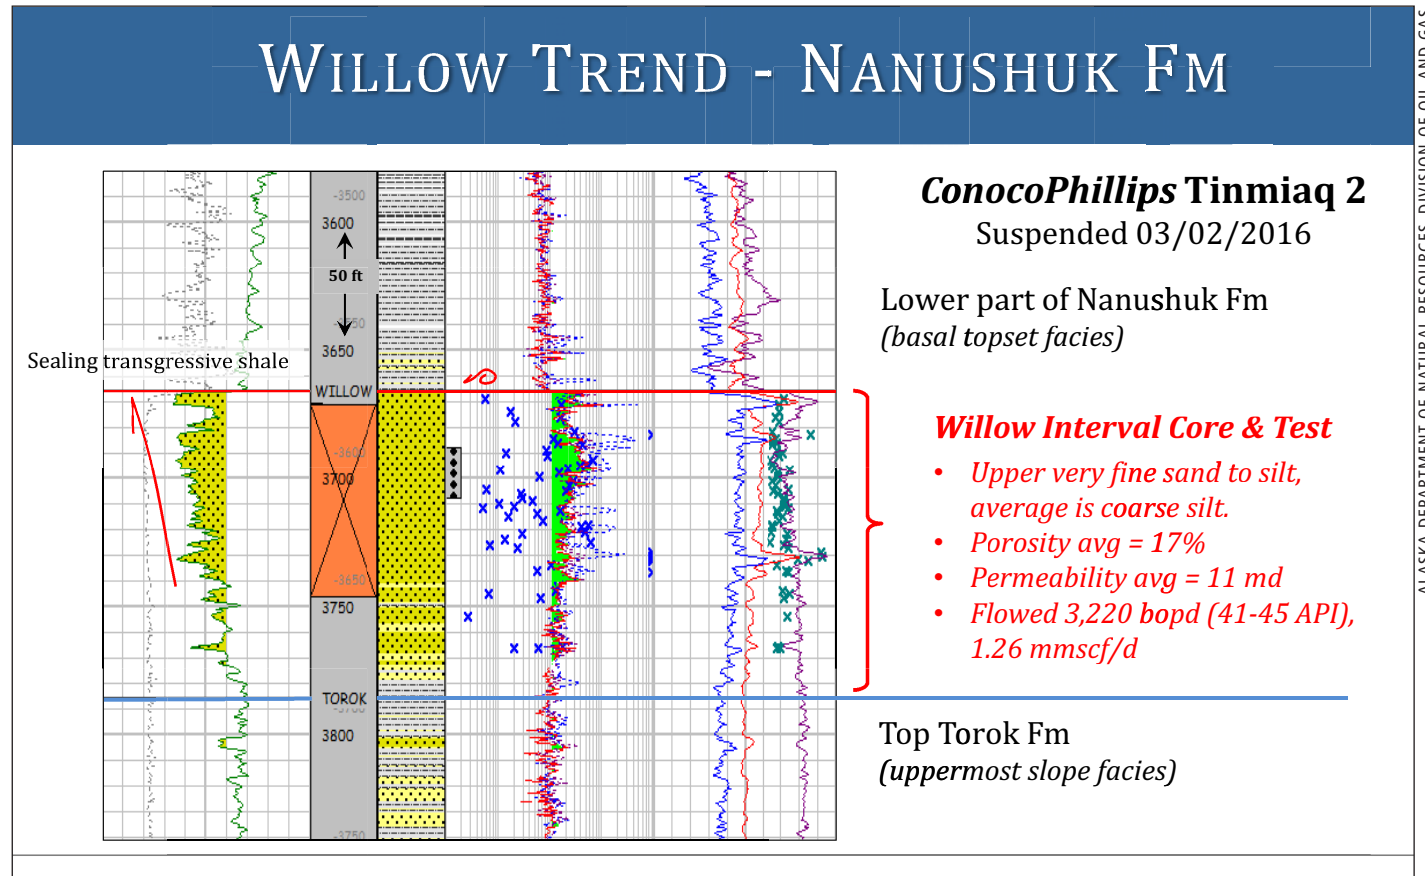 WILLOW TREND - NANUSHUK FM
ConocoPhillips Tinmiaq 2
Suspended 03/02/2016
Lower part of Nanushuk Fm
(basal topset facies)
Sealing transgressive shale
-3500
3600
50 ft
3650
WILLOW
-3600
3700
-3650
3750
TOROK
-3700
3800
-3750
Willow Interval Core & Test
• Upper very fine sand to silt,
average is coarse silt.
• Porosity avg = 17%
• Permeability avg = 11 md
• Flowed 3,220 bopd (41-45 API),
1.26 mmscf/d
Top Torok Fm
(uppermost slope facies)
ALASKA DEPARTMENT OF NATURAL RESOURCES DIVISION OF OIL AND GAS